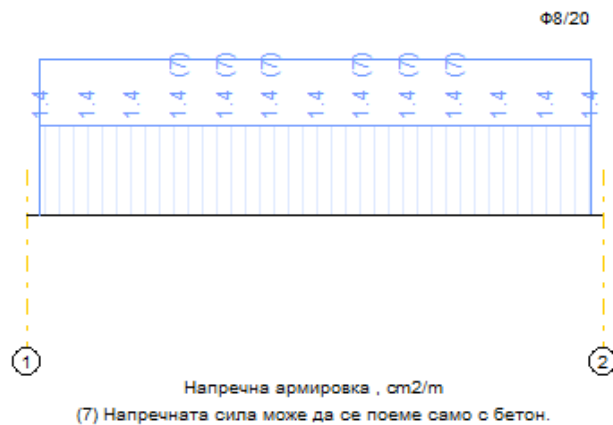 Ф8/20
(7) (7) (7) (7) (7) (7)
1.4 1.4 1.4 1.4 1.4 1.4 1.4 1.4 1.4 1.4 1.4 1.4 1.4
1 2
Напречна армировка , cm2/m
(7) Напречната сила може да се поеме само с бетон.